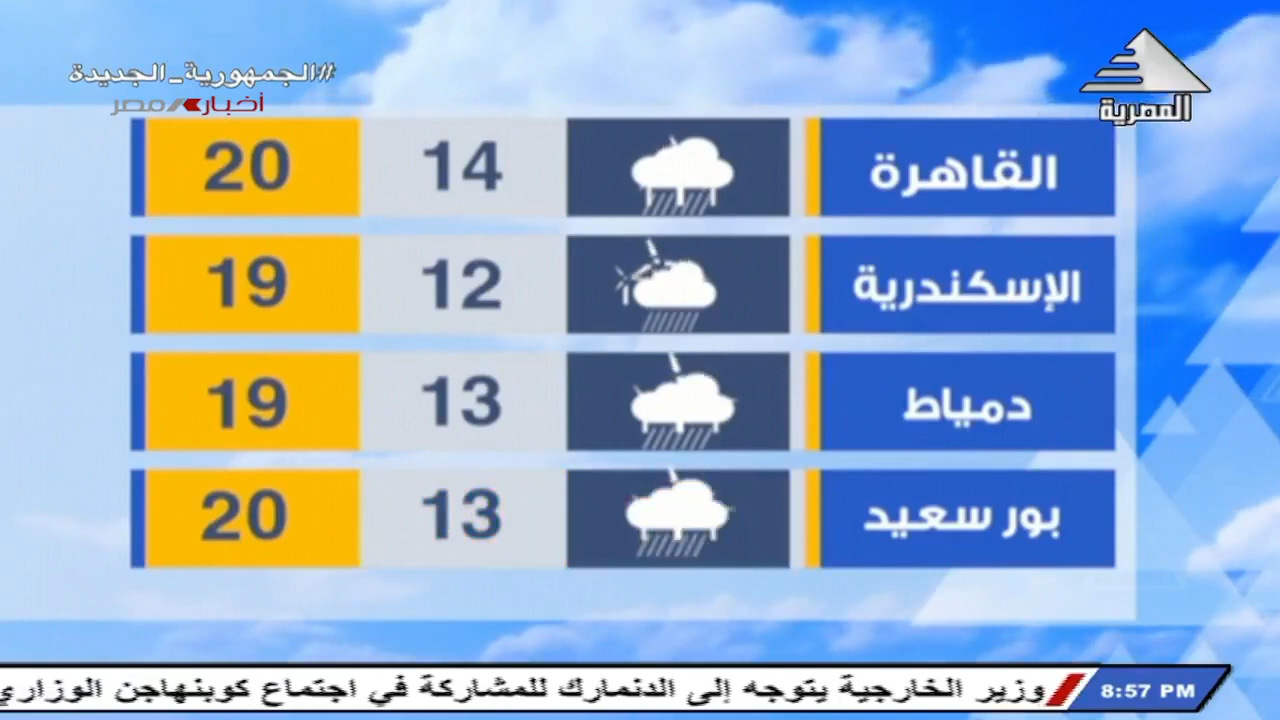 #الجمهورية_الجديدة
أخبار مصر
المصرية
القاهرة 14 20
الإسكندرية 12 19
دمياط 13 19
بور سعيد 13 20
8:57 PM وزير الخارجية يتوجه إلى الدنمارك للمشاركة في اجتماع كوبنهاجن الوزاري